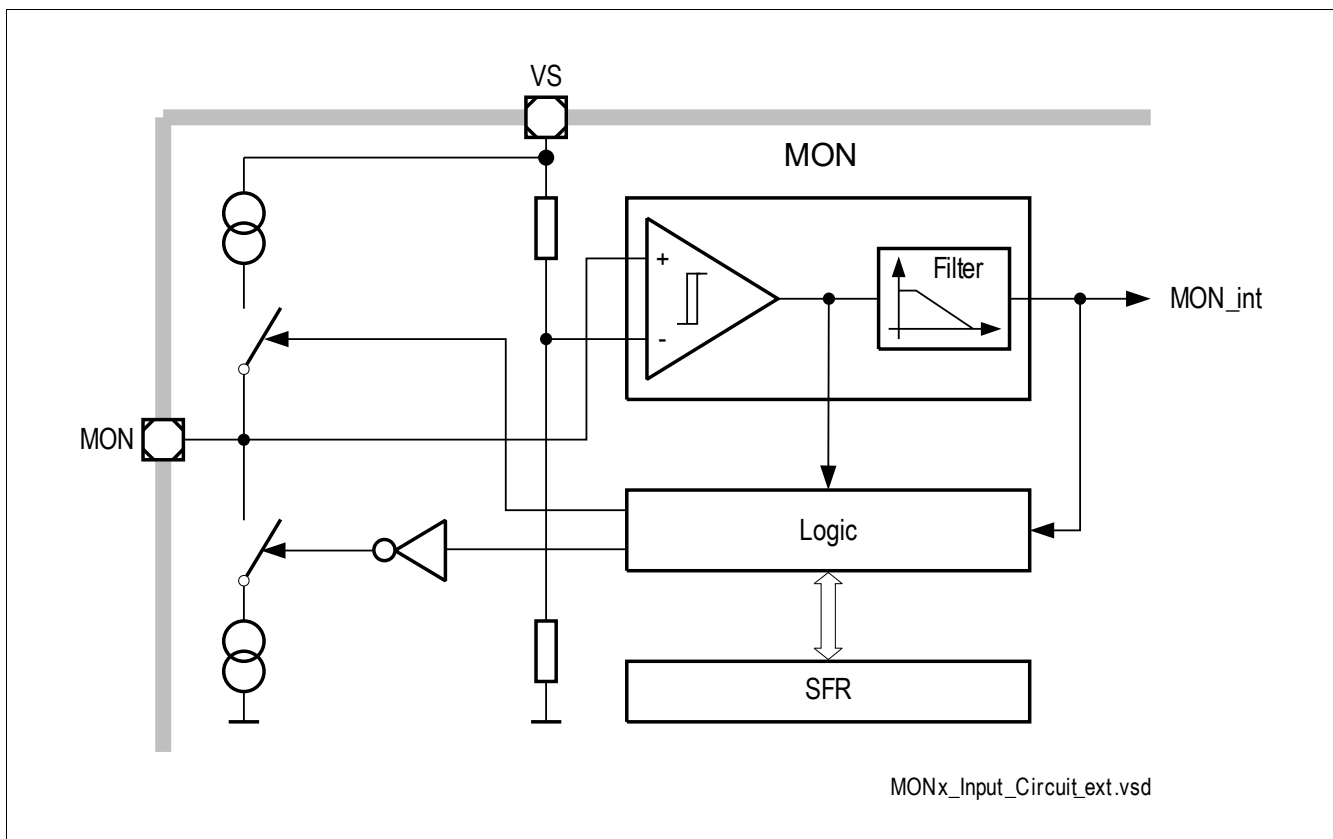 VS
MON
+
Filter
MON_int
-
MON
Logic
SFR
MONx_Input_Circuit_ext.vsd